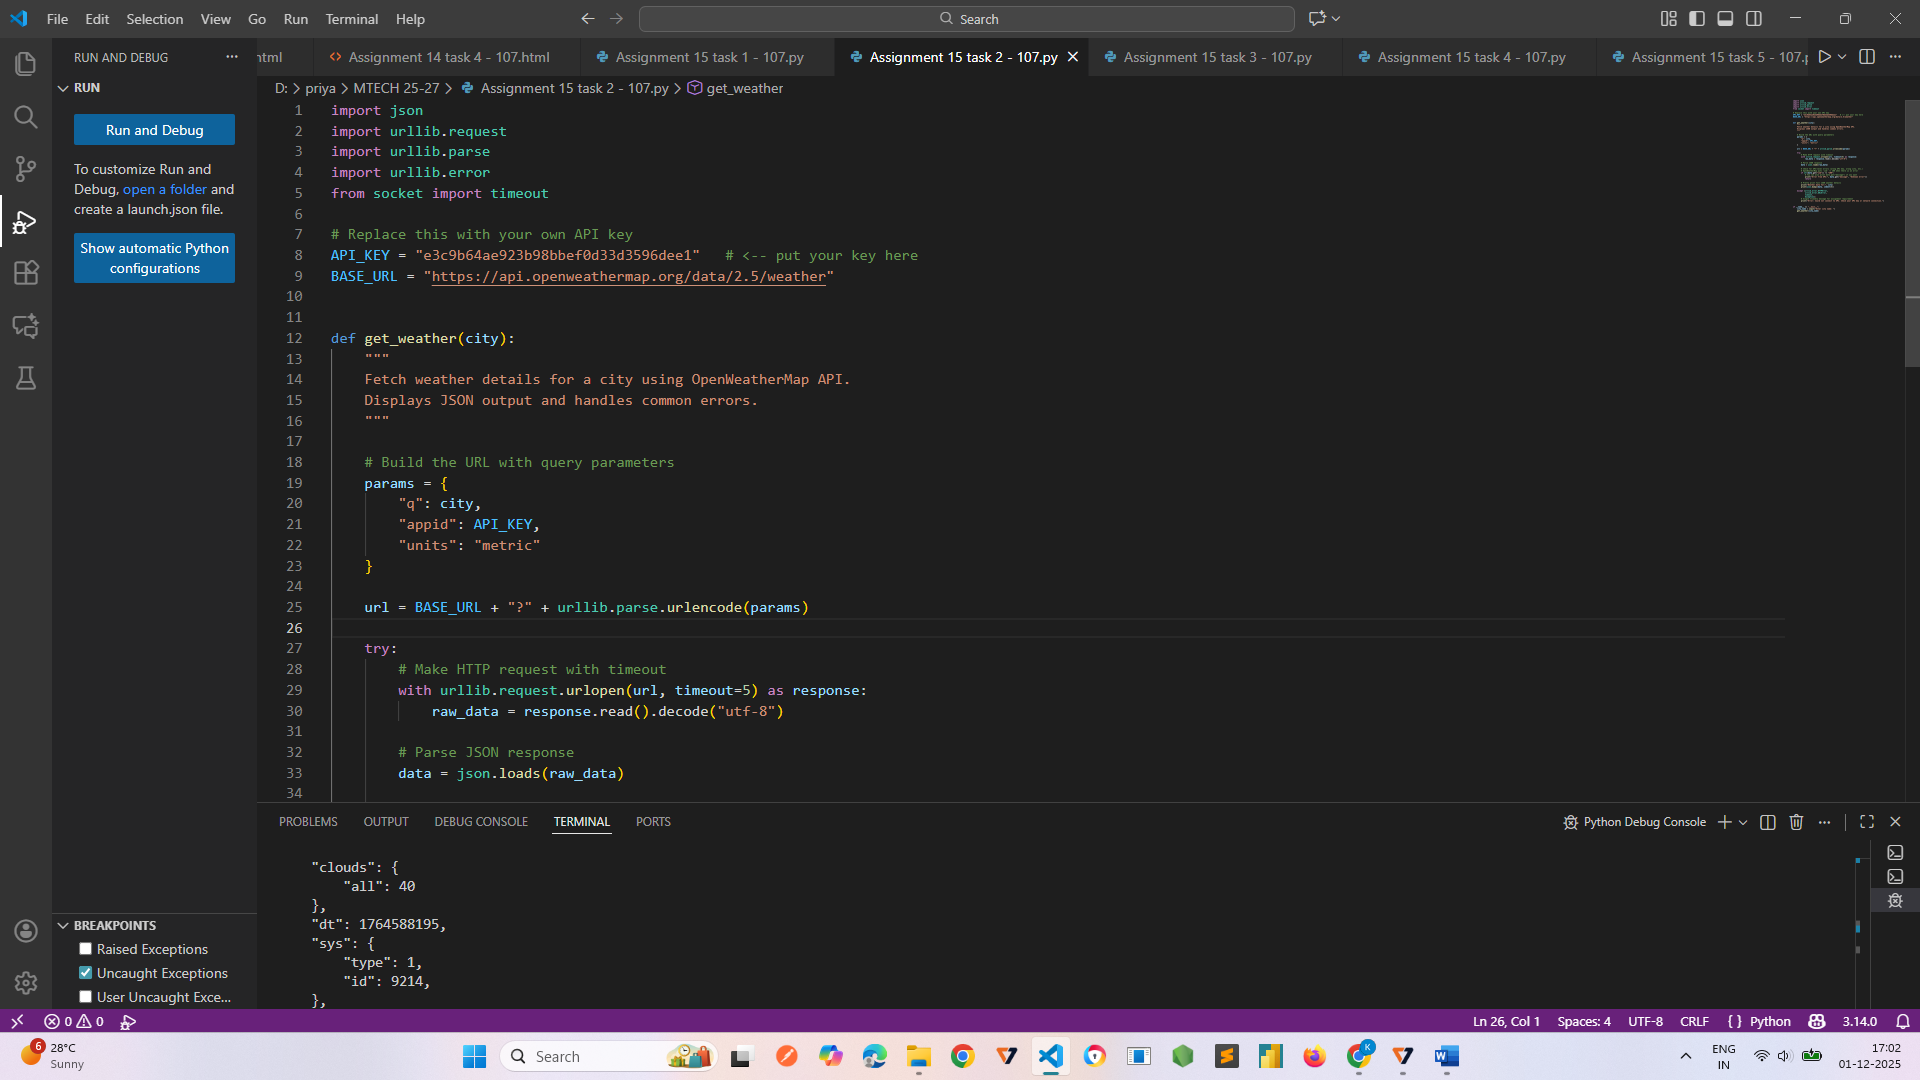 File Edit Selection View Go Run Terminal Help
Search
RUN AND DEBUG
html
Assignment 14 task 4 - 107.html
Assignment 15 task 1 - 107.py
Assignment 15 task 2 - 107.py
Assignment 15 task 3 - 107.py
Assignment 15 task 4 - 107.py
Assignment 15 task 5 - 107.p
RUN
Run and Debug
To customize Run and
Debug, open a folder and
create a launch.json file.
Show automatic Python
configurations
D: > priya > MTECH 25-27 > Assignment 15 task 2 - 107.py > get_weather
1 import json
2 import urllib.request
3 import urllib.parse
4 import urllib.error
5 from socket import timeout
6
7 # Replace this with your own API key
8 API_KEY = "e3c9b64ae923b98bbef0d33d3596dee1" # <-- put your key here
9 BASE_URL = "https://api.openweathermap.org/data/2.5/weather"
10
11
12 def get_weather(city):
13 """
14 Fetch weather details for a city using OpenWeatherMap API.
15 Displays JSON output and handles common errors.
16 """
17
18 # Build the URL with query parameters
19 params = {
20 "q": city,
21 "appid": API_KEY,
22 "units": "metric"
23 }
24
25 url = BASE_URL + "?" + urllib.parse.urlencode(params)
26
27 try:
28 # Make HTTP request with timeout
29 with urllib.request.urlopen(url, timeout=5) as response:
30 raw_data = response.read().decode("utf-8")
31
32 # Parse JSON response
33 data = json.loads(raw_data)
34
PROBLEMS OUTPUT DEBUG CONSOLE TERMINAL PORTS
Python Debug Console
"clouds": {
"all": 40
},
"dt": 1764588195,
"sys": {
"type": 1,
"id": 9214,
},
BREAKPOINTS
Raised Exceptions
Uncaught Exceptions
User Uncaught Exce...
0 0
Ln 26, Col 1 Spaces: 4 UTF-8 CRLF { } Python 3.14.0
6
28°C
Sunny
Search
K
ENG
IN
17:02
01-12-2025